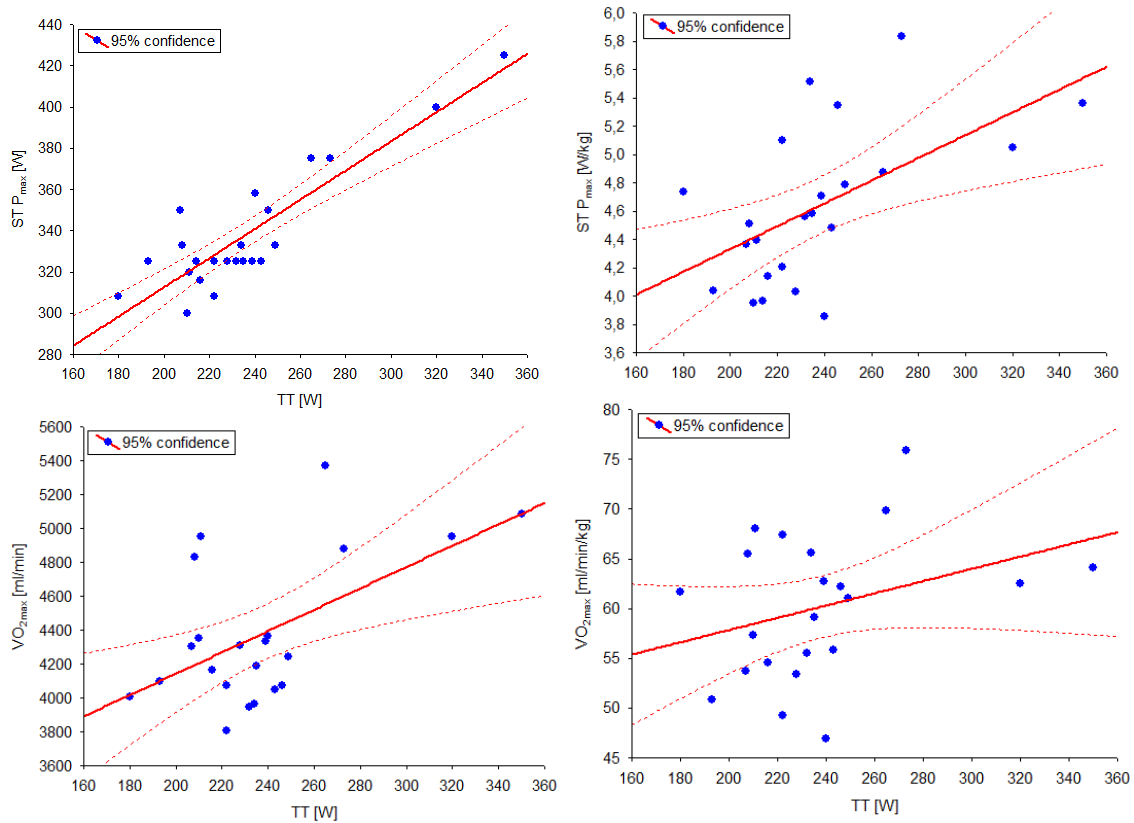 440
420
400
380
360
340
320
300
280
ST Pmax [W]
95% confidence
160 180 200 220 240 260 280 300 320 340 360
TT [W]
6,0
5,8
5,6
5,4
5,2
5,0
4,8
4,6
4,4
4,2
4,0
3,8
3,6
ST Pmax [W/kg]
95% confidence
160 180 200 220 240 260 280 300 320 340 360
5600
5400
5200
5000
4800
4600
4400
4200
4000
3800
3600
VO2max [ml/min]
95% confidence
160 180 200 220 240 260 280 300 320 340 360
TT [W]
80
75
70
65
60
55
50
45
VO2max [ml/min/kg]
95% confidence
160 180 200 220 240 260 280 300 320 340 360
TT [W]